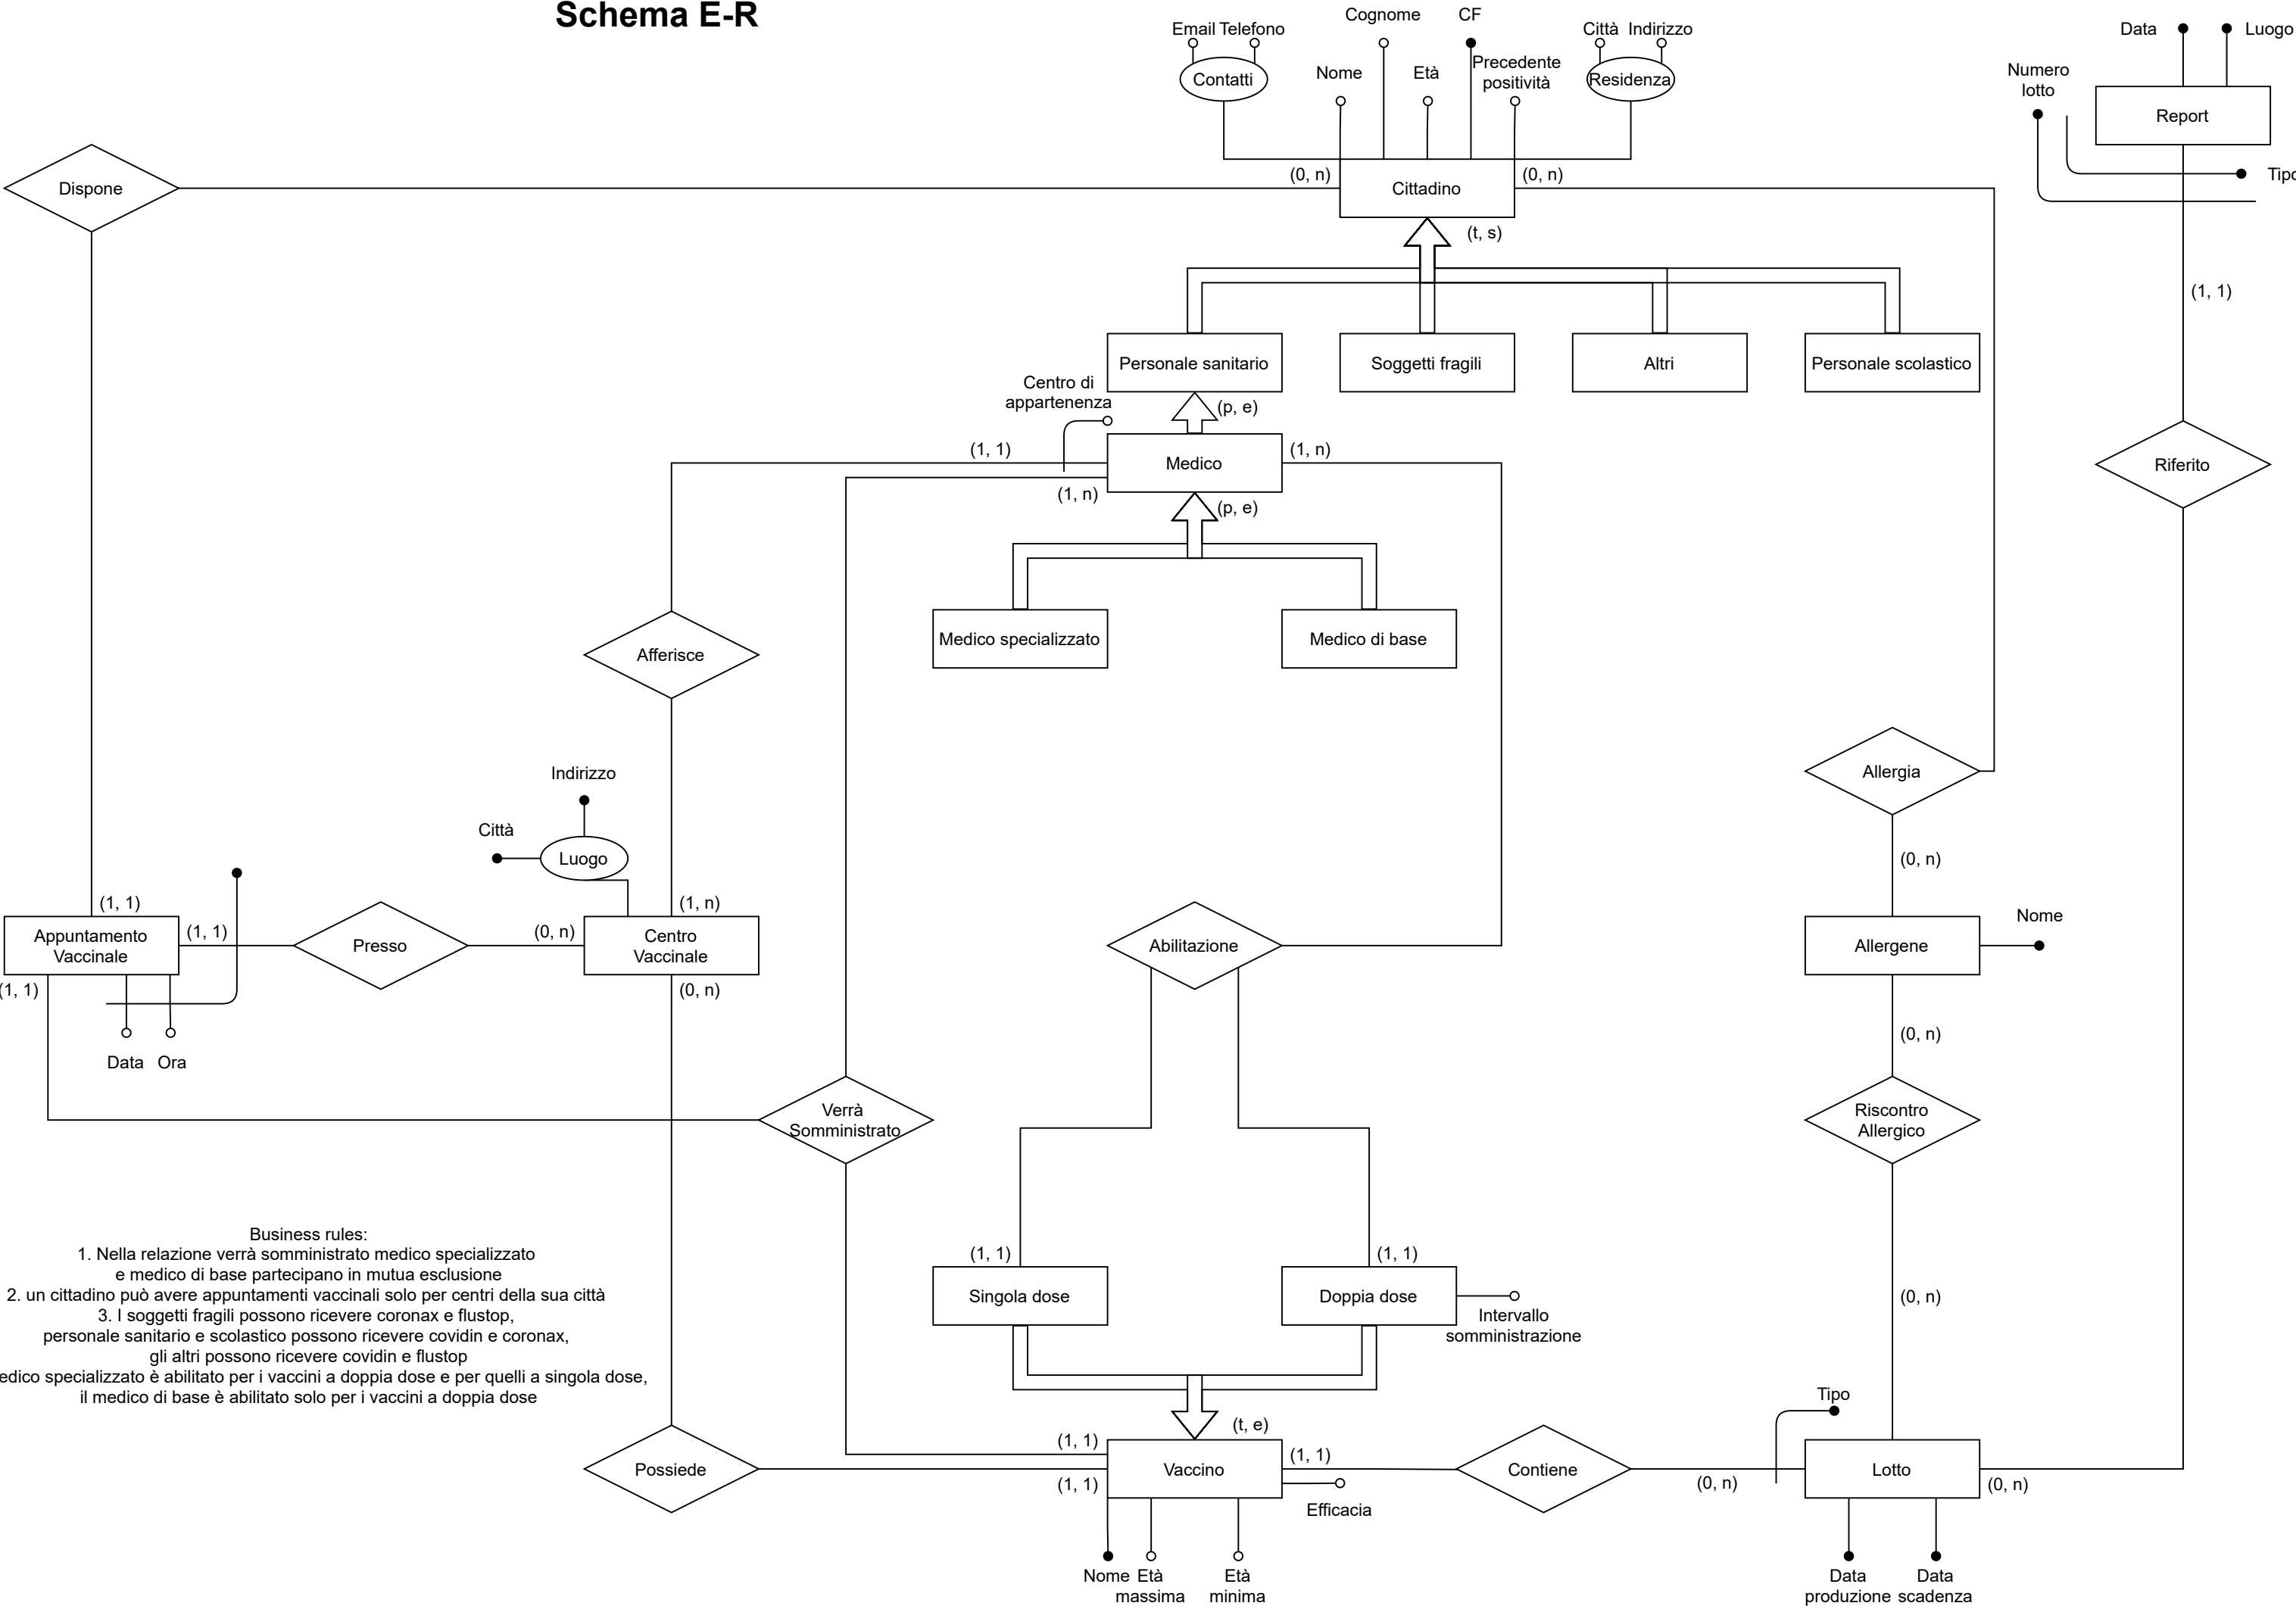 Schema E-R
Cognome
CF
Email
Telefono
Città
Indirizzo
Data
Luogo
Contatti
Nome
Età
Precedente
positività
Residenza
Numero
lotto
Report
Dispone
(0, n)
Cittadino
(0, n)
(t, s)
(1, 1)
Personale sanitario
Soggetti fragili
Altri
Personale scolastico
Centro di
appartenenza
(p, e)
(1, 1)
Medico
(1, n)
(1, n)
Riferito
(p, e)
Medico specializzato
Medico di base
Afferisce
Allergia
Indirizzo
Città
Luogo
(0, n)
(1, 1)
(1, n)
Appuntamento
Vaccinale
(1, 1)
Presso
(0, n)
Centro
Vaccinale
Abilitazione
Allergene
Nome
(1, 1)
(0, n)
(0, n)
Data
Ora
Verrà
Somministrato
Riscontro
Allergico
Business rules:
1. Nella relazione verrà somministrato medico specializzato
e medico di base partecipano in mutua esclusione
2. un cittadino può avere appuntamenti vaccinali solo per centri della sua città
3. I soggetti fragili possono ricevere coronax e flustop,
personale sanitario e scolastico possono ricevere covidin e coronax,
gli altri possono ricevere covidin e flustop
edico specializzato è abilitato per i vaccini a doppia dose e per quelli a singola dose,
il medico di base è abilitato solo per i vaccini a doppia dose
(1, 1)
(1, 1)
Singola dose
Doppia dose
Intervallo
somministrazione
(0, n)
Tipo
(t, e)
(1, 1)
(1, 1)
Possiede
Vaccino
Contiene
(0, n)
Lotto
(0, n)
(1, 1)
Efficacia
Nome
Età
massima
Età
minima
Data
produzione
Data
scadenza